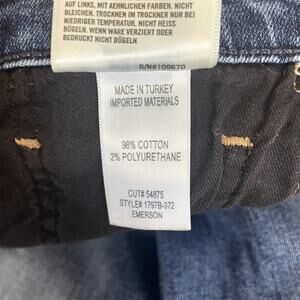 AUF LINKS, MIT AEHNLICHEN FARBEN. NICHT
BLEICHEN. TROCKNEN IM TROCKNER NUR BEI
NIEDRIGER TEMPERATUR. NICHT HEISS
BÜGELN. WENN WARE VERZIERT ODER
BEDRUCKT NICHT BÜGELN
R/N#109670
MADE IN TURKEY
IMPORTED MATERIALS
98% COTTON
2% POLYURETHANE
CUT# 54875
STYLE# 1797B-372
EMERSON